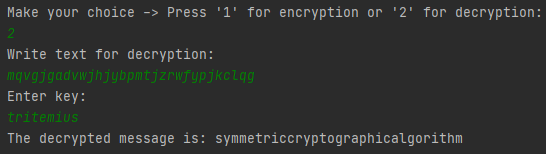 Make your choice -> Press '1' for encryption or '2' for decryption:
2
Write text for decryption:
mqvgjgadvwjhjybpmtjzrwfypjkclqg
Enter key:
tritemius
The decrypted message is: symmetriccryptographicalgorithm